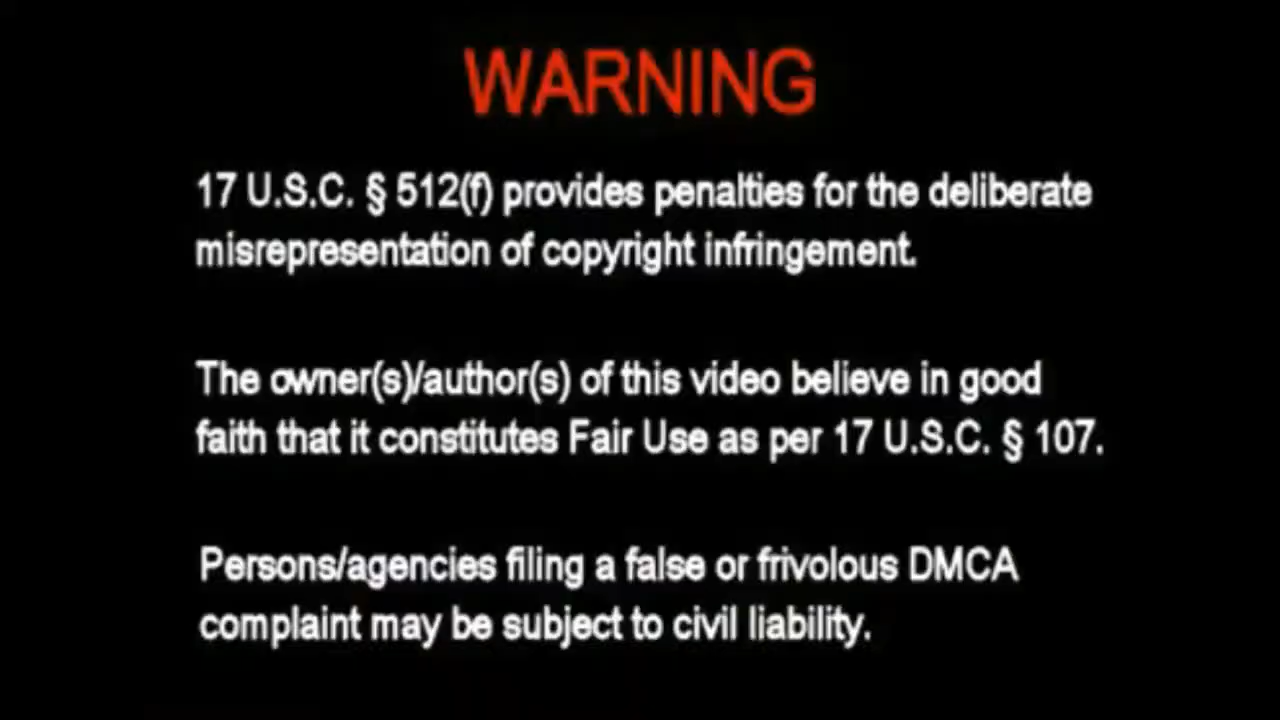 WARNING
17 U.S.C. § 512(f) provides penalties for the deliberate
misrepresentation of copyright infringement.
The owner(s)/author(s) of this video believe in good
faith that it constitutes Fair Use as per 17 U.S.C. § 107.
Persons/agencies filing a false or frivolous DMCA
complaint may be subject to civil liability.